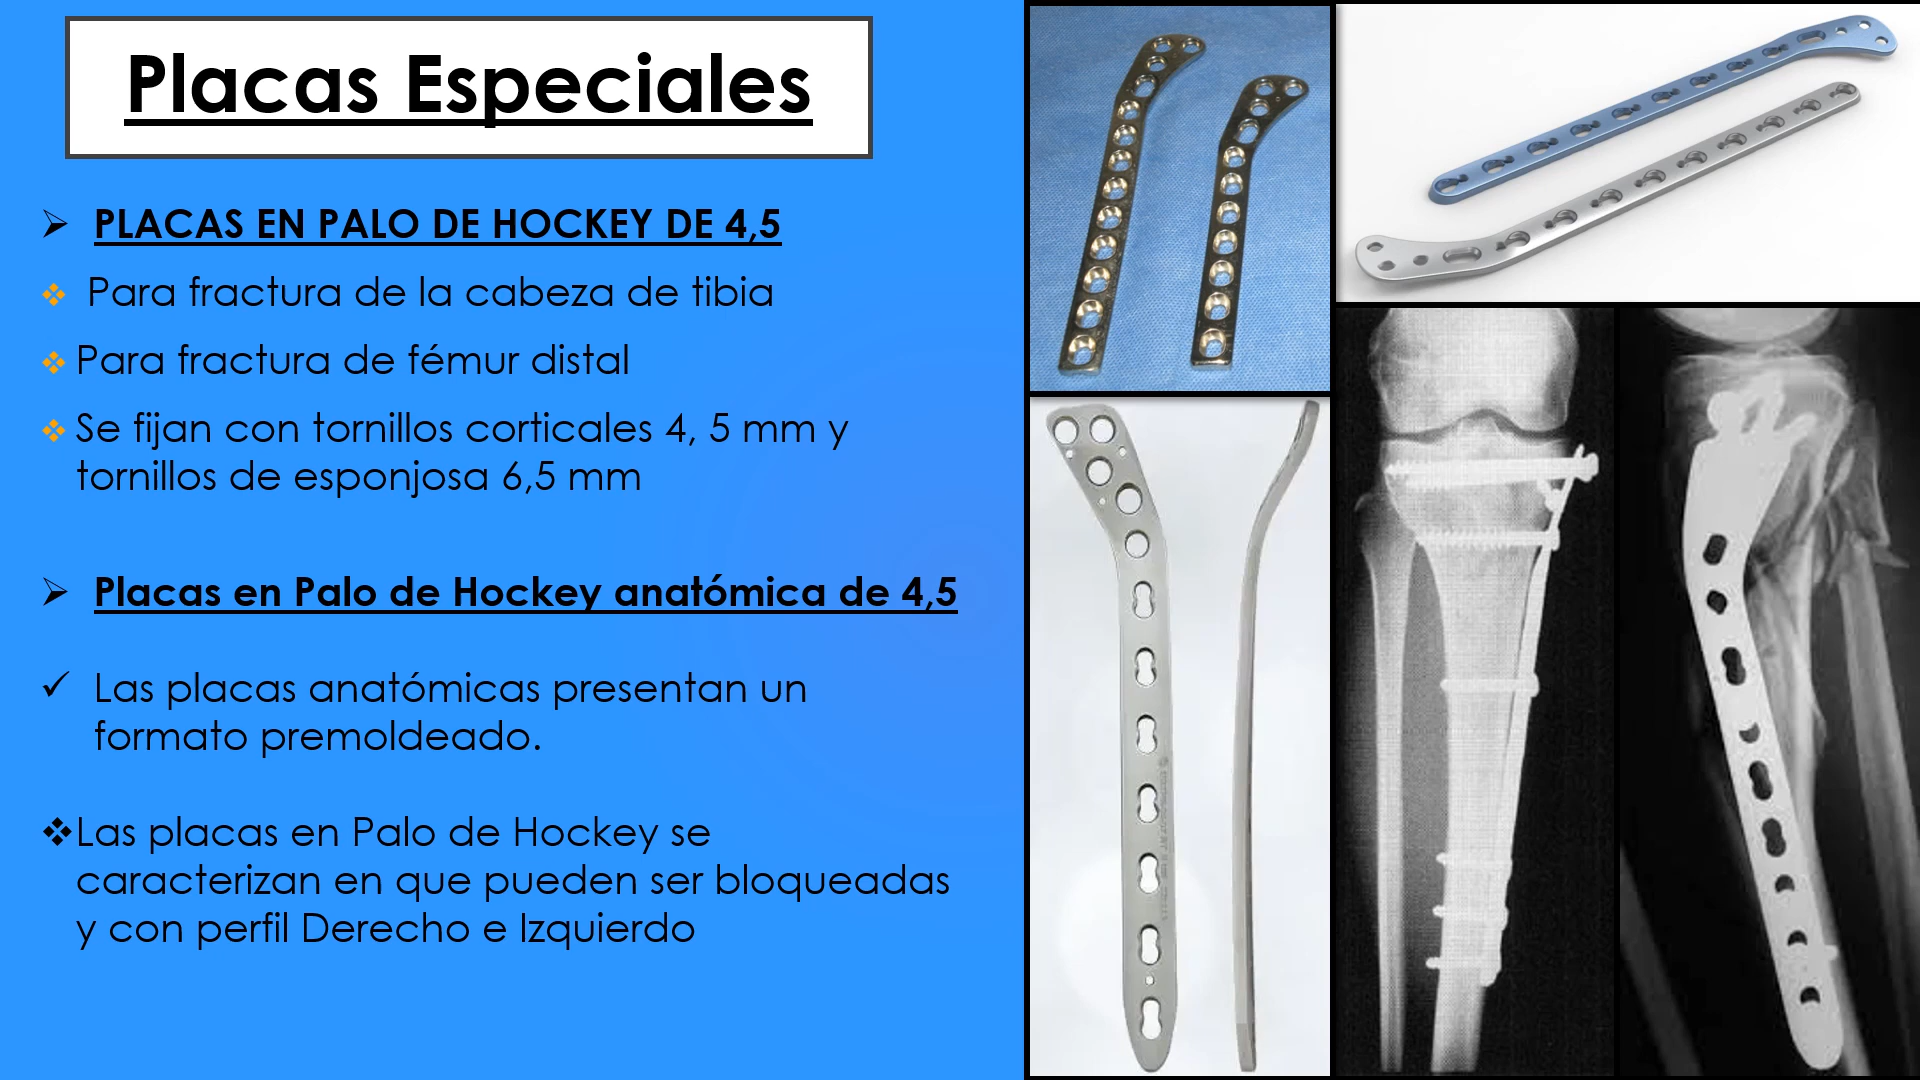 Placas Especiales
PLACAS EN PALO DE HOCKEY DE 4,5
Para fractura de la cabeza de tibia
Para fractura de fémur distal
Se fijan con tornillos corticales 4, 5 mm y
tornillos de esponjosa 6,5 mm
Placas en Palo de Hockey anatómica de 4,5
Las placas anatómicas presentan un
formato premoldeado.
Las placas en Palo de Hockey se
caracterizan en que pueden ser bloqueadas
y con perfil Derecho e Izquierdo